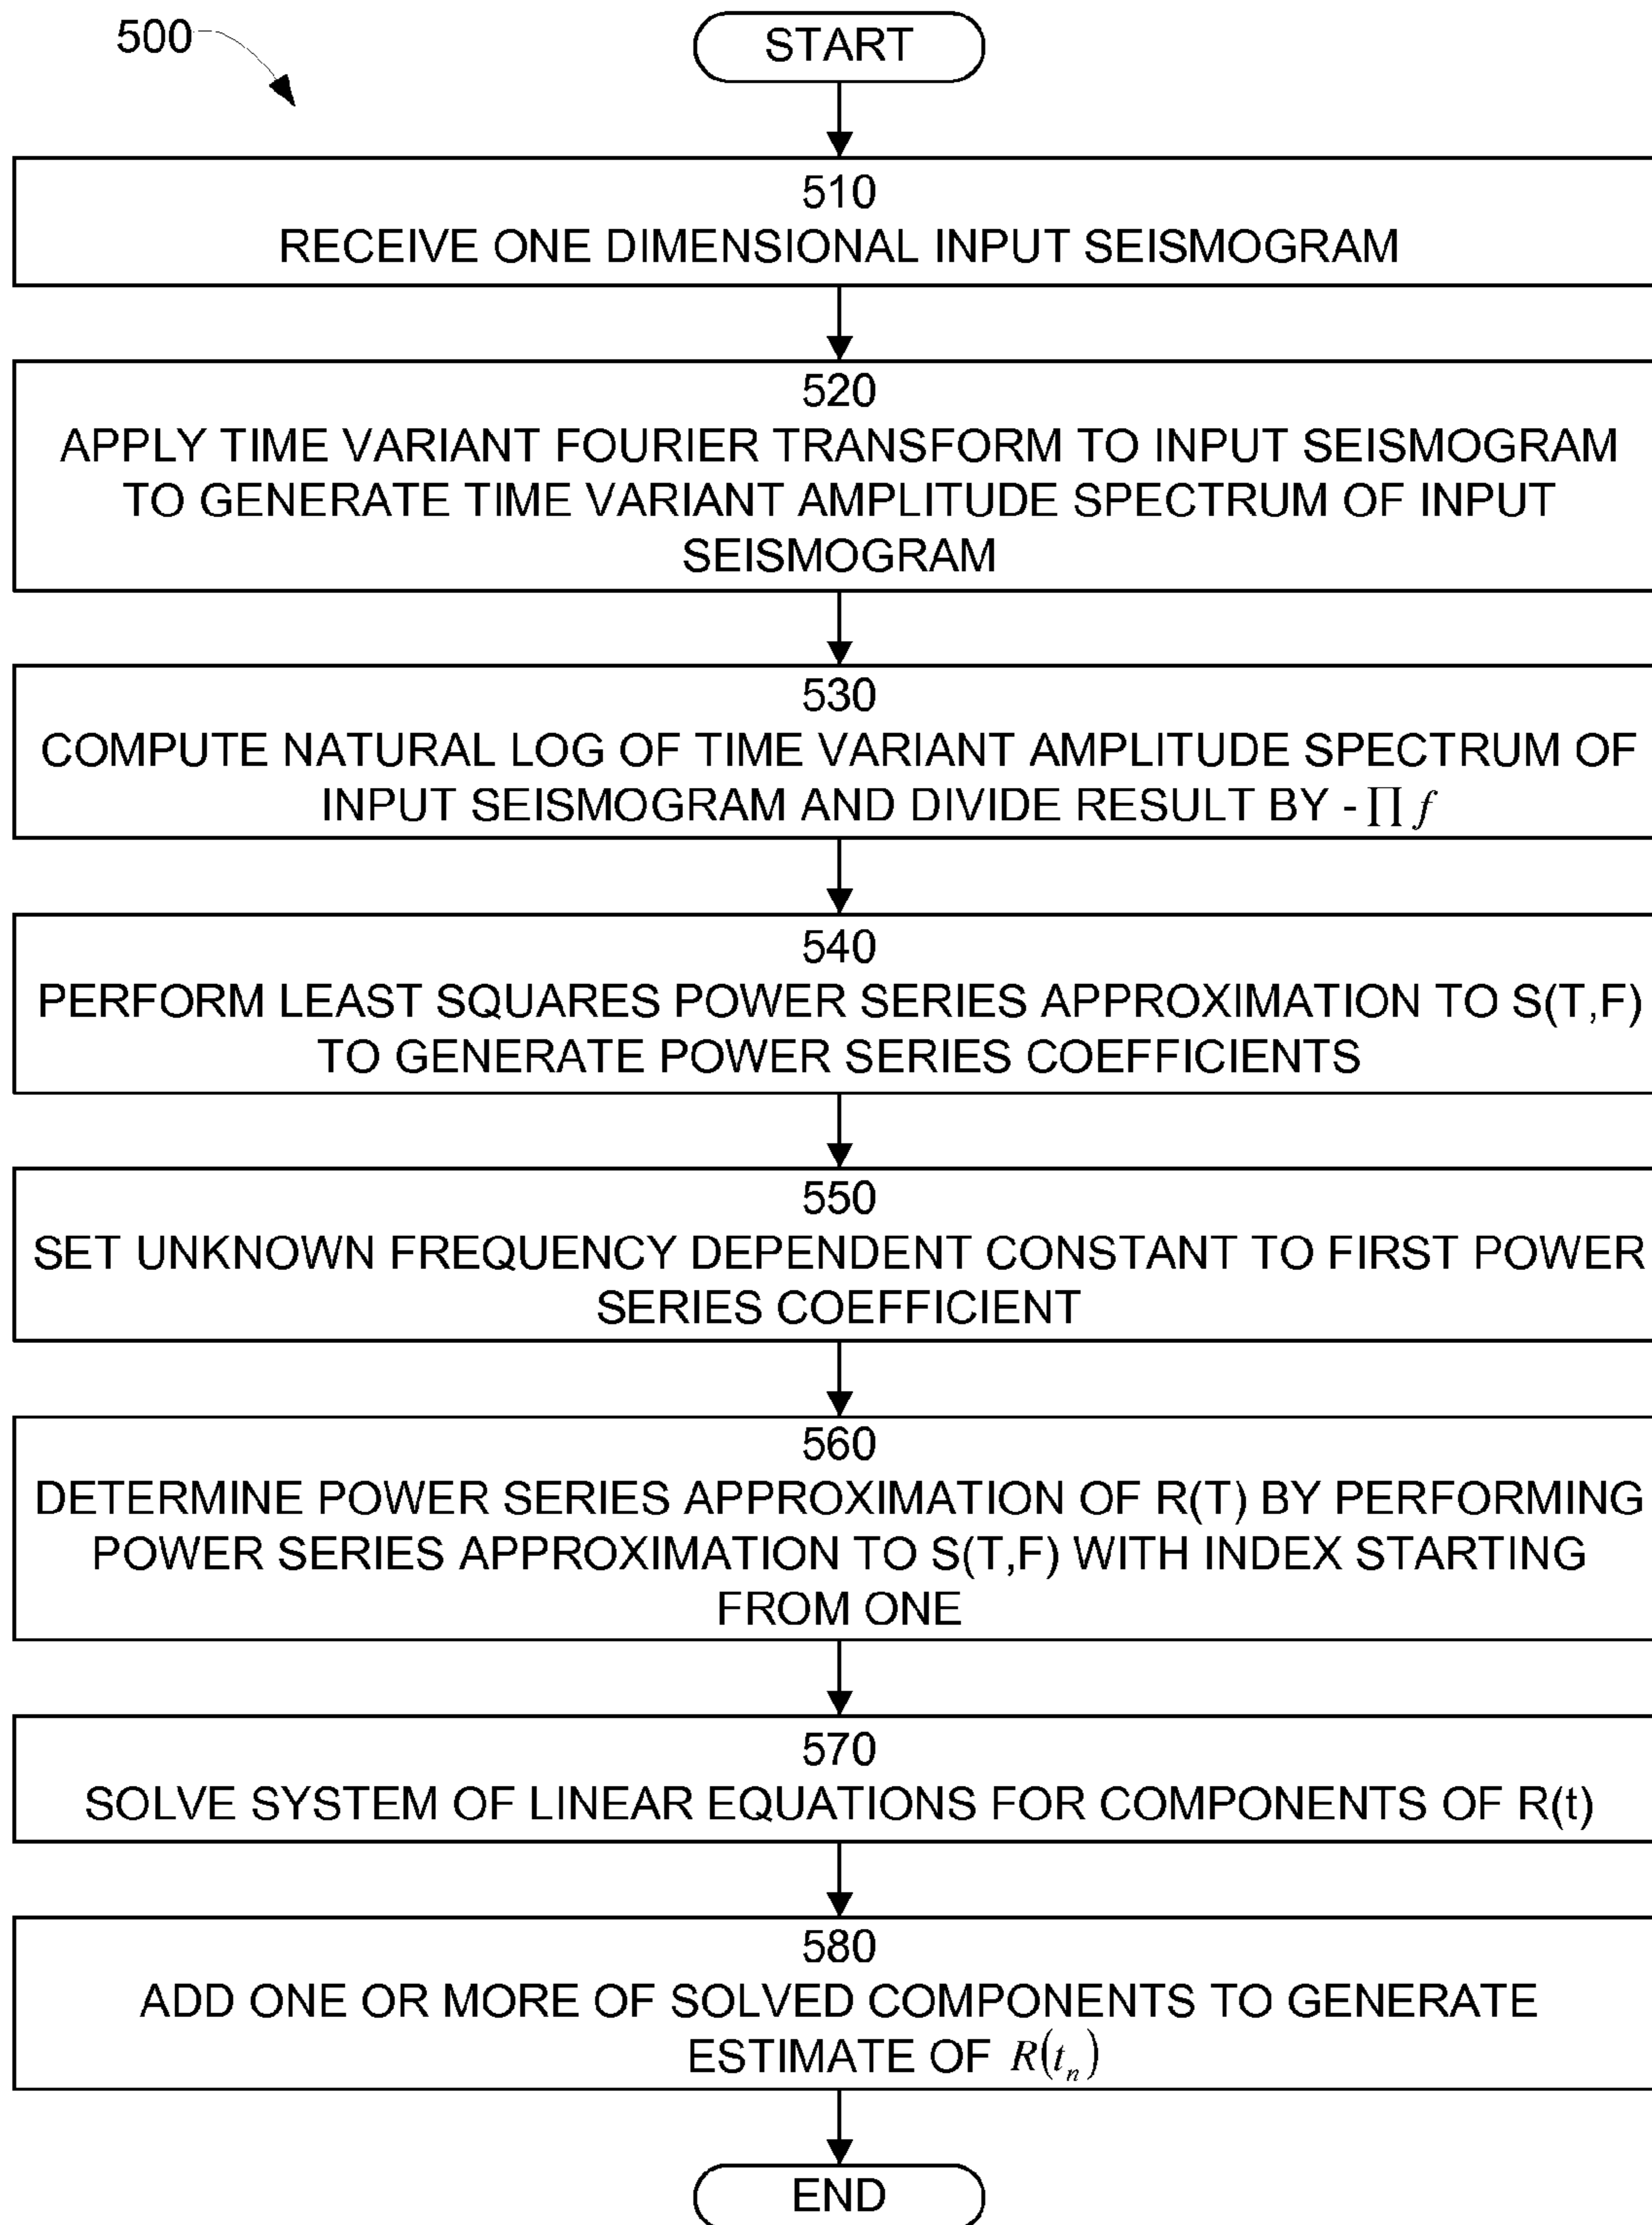 500
START
510
RECEIVE ONE DIMENSIONAL INPUT SEISMOGRAM
520
APPLY TIME VARIANT FOURIER TRANSFORM TO INPUT SEISMOGRAM
TO GENERATE TIME VARIANT AMPLITUDE SPECTRUM OF INPUT
SEISMOGRAM
530
COMPUTE NATURAL LOG OF TIME VARIANT AMPLITUDE SPECTRUM OF
INPUT SEISMOGRAM AND DIVIDE RESULT BY - ∏ f
540
PERFORM LEAST SQUARES POWER SERIES APPROXIMATION TO S(T,F)
TO GENERATE POWER SERIES COEFFICIENTS
550
SET UNKNOWN FREQUENCY DEPENDENT CONSTANT TO FIRST POWER
SERIES COEFFICIENT
560
DETERMINE POWER SERIES APPROXIMATION OF R(T) BY PERFORMING
POWER SERIES APPROXIMATION TO S(T,F) WITH INDEX STARTING
FROM ONE
570
SOLVE SYSTEM OF LINEAR EQUATIONS FOR COMPONENTS OF R(t)
580
ADD ONE OR MORE OF SOLVED COMPONENTS TO GENERATE
ESTIMATE OF R(tₙ)
END